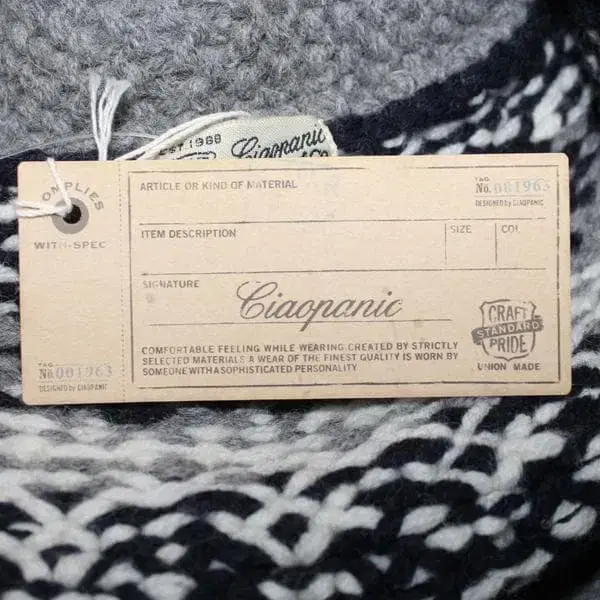 EST 1988
Ciaopanic
COMPLIES
WITH-SPEC
TAG
No. 001963
DESIGNED by CIAOPANIC
ARTICLE OR KIND OF MATERIAL
TAG
No. 001963
DESIGNED by CIAOPANIC
ITEM DESCRIPTION
SIZE
COL
SIGNATURE
Ciaopanic
COMFORTABLE FEELING WHILE WEARING.CREATED BY STRICTLY
SELECTED MATERIALS A WEAR OF THE FINEST QUALITY IS WORN BY
SOMEONE WITH A SOPHISTICATED PERSONALITY
CRAFT
STANDARD
PRIDE
UNION MADE